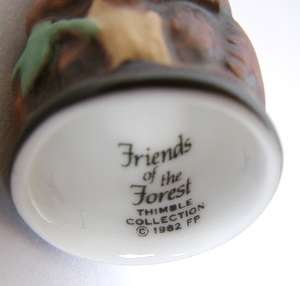 Friends
of the
Forest
THIMBLE
COLLECTION
© 1982 FP